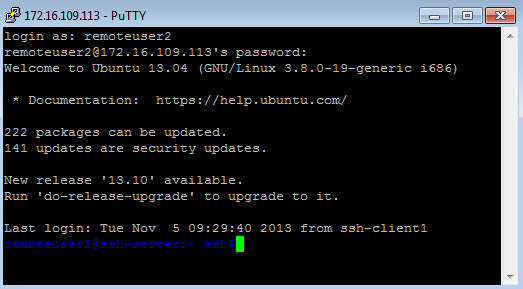 172.16.109.113 - PuTTY
login as: remoteuser2
remoteuser2@172.16.109.113's password:
Welcome to Ubuntu 13.04 (GNU/Linux 3.8.0-19-generic i686)
* Documentation:  https://help.ubuntu.com/
222 packages can be updated.
141 updates are security updates.
New release '13.10' available.
Run 'do-release-upgrade' to upgrade to it.
Last login: Tue Nov  5 09:29:40 2013 from ssh-client1
remoteuser2@ssh-server:~ ssh$